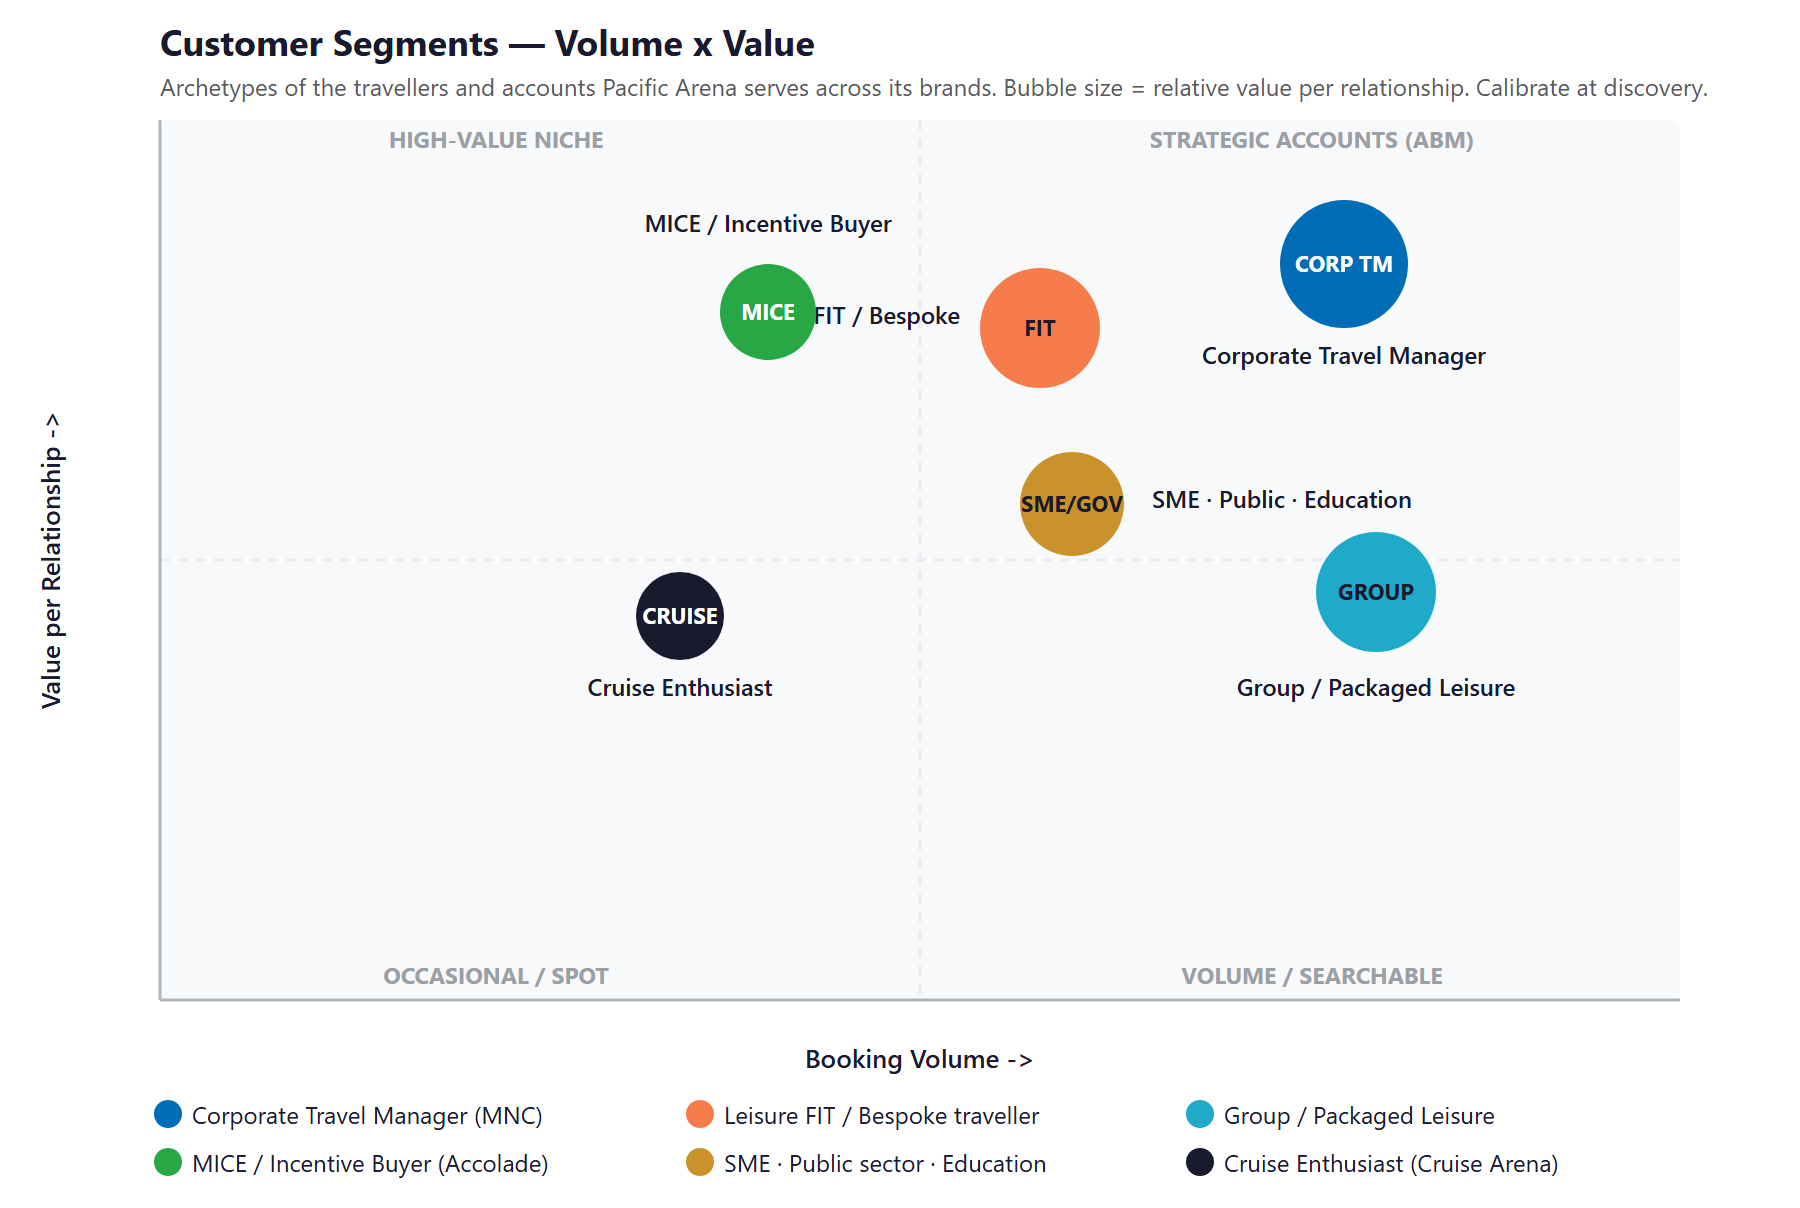 Customer Segments — Volume x Value
Archetypes of the travellers and accounts Pacific Arena serves across its brands. Bubble size = relative value per relationship. Calibrate at discovery.
HIGH-VALUE NICHE
STRATEGIC ACCOUNTS (ABM)
MICE / Incentive Buyer
CORP TM
MICE
FIT / Bespoke
FIT
Corporate Travel Manager
Value per Relationship ->
SME/GOV
SME · Public · Education
CRUISE
GROUP
Cruise Enthusiast
Group / Packaged Leisure
OCCASIONAL / SPOT
VOLUME / SEARCHABLE
Booking Volume ->
Corporate Travel Manager (MNC)
Leisure FIT / Bespoke traveller
Group / Packaged Leisure
MICE / Incentive Buyer (Accolade)
SME · Public sector · Education
Cruise Enthusiast (Cruise Arena)